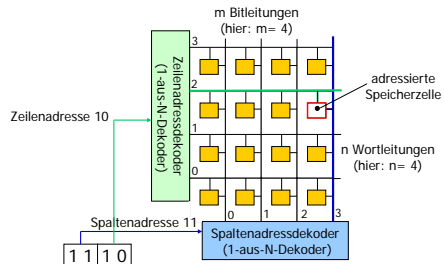 m Bitleitungen
(hier: m= 4)
3
2
1
0
Zeilenadressdekoder
(1-aus-N-Dekoder)
adressierte
Speicherzelle
Zeilenadresse 10
n Wortleitungen
(hier: n= 4)
0 1 2 3
Spaltenadresse 11
Spaltenadressdekoder
(1-aus-N-Dekoder)
1 1 1 0